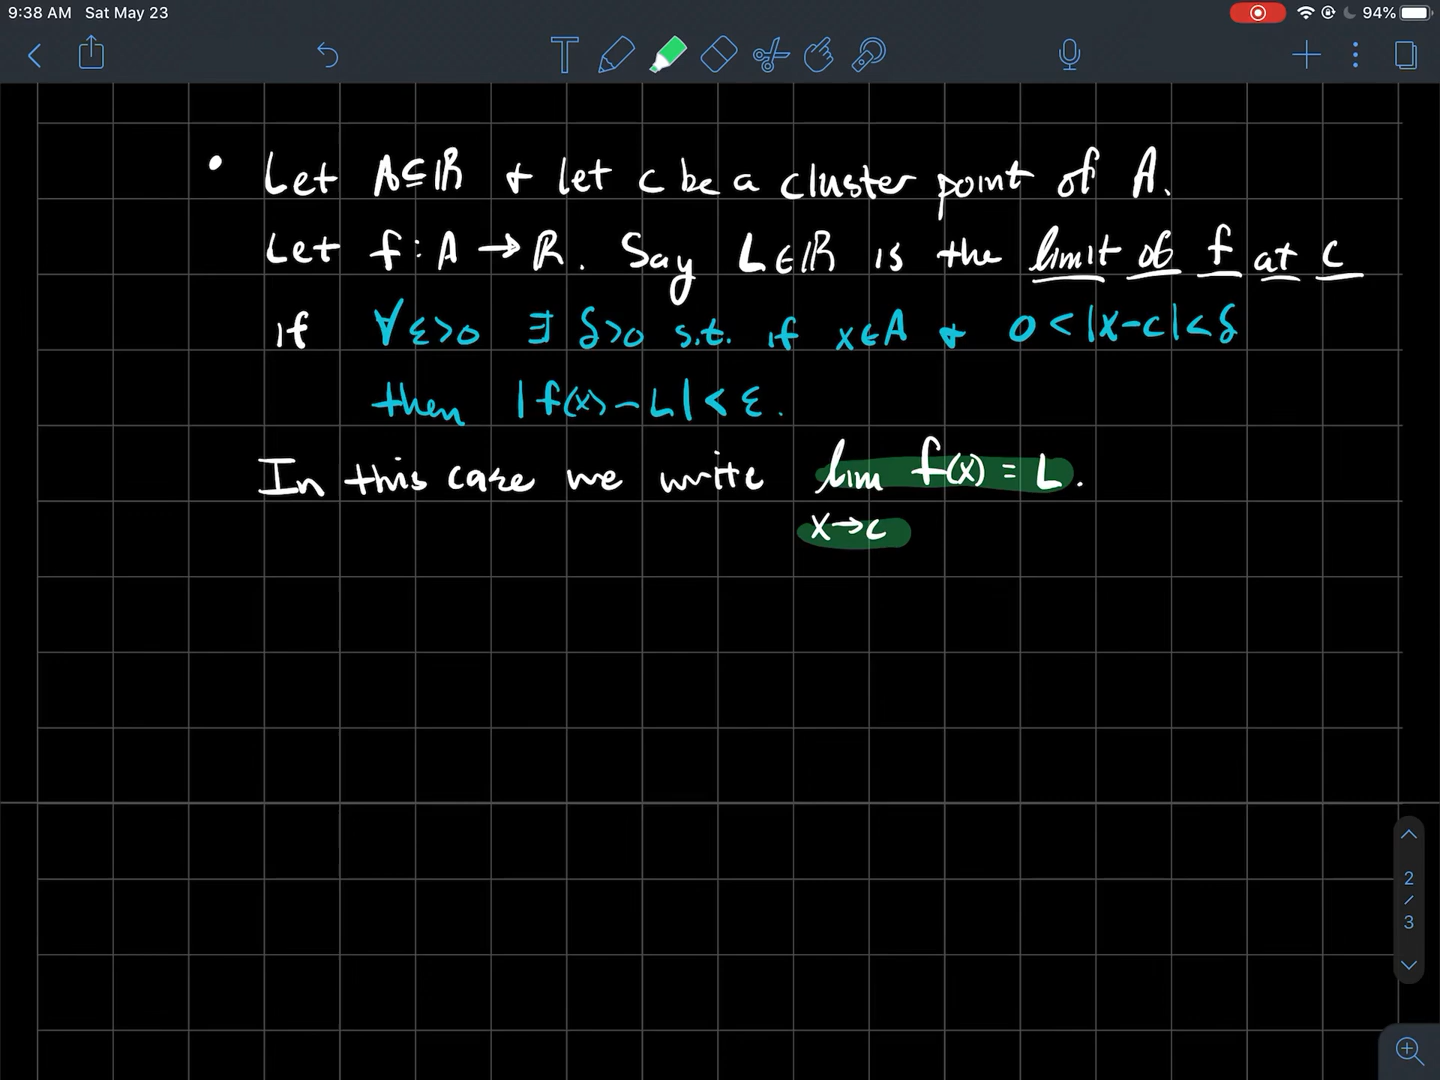 9:38 AM Sat May 23 94%
T
• Let A⊆ℝ & let c be a cluster point of A.
Let f: A → ℝ. Say L∈ℝ is the limit of f at c
if ∀ε>0 ∃ δ>0 s.t. if x∈A & 0<|x-c|<δ
then |f(x)-L|<ε.
In this case we write lim f(x) = L.
x→c
2
/
3